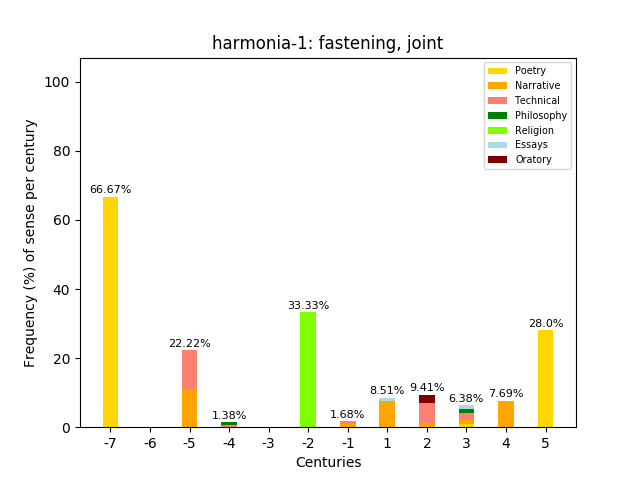 harmonia-1: fastening, joint
Frequency (%) of sense per century
100
80
60
40
20
0
Poetry
Narrative
Technical
Philosophy
Religion
Essays
Oratory
66.67%
22.22%
1.38%
33.33%
1.68%
8.51%
9.41%
6.38%
7.69%
28.0%
-7 -6 -5 -4 -3 -2 -1 1 2 3 4 5
Centuries